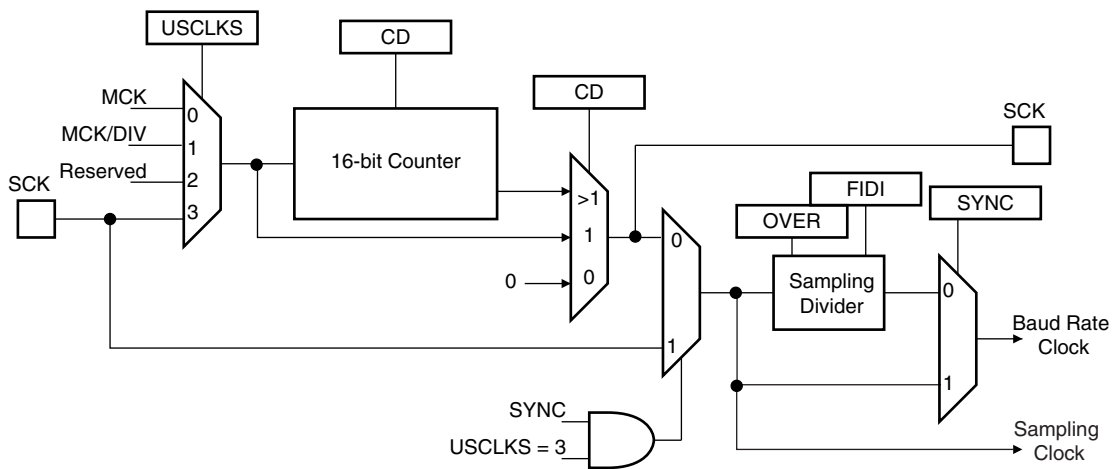 USCLKS
CD
CD
MCK
0
MCK/DIV
1
Reserved
2
SCK
3
16-bit Counter
>1
1
0
0
SCK
FIDI
OVER
SYNC
0
1
Sampling
Divider
0
1
Baud Rate
Clock
SYNC
USCLKS = 3
Sampling
Clock